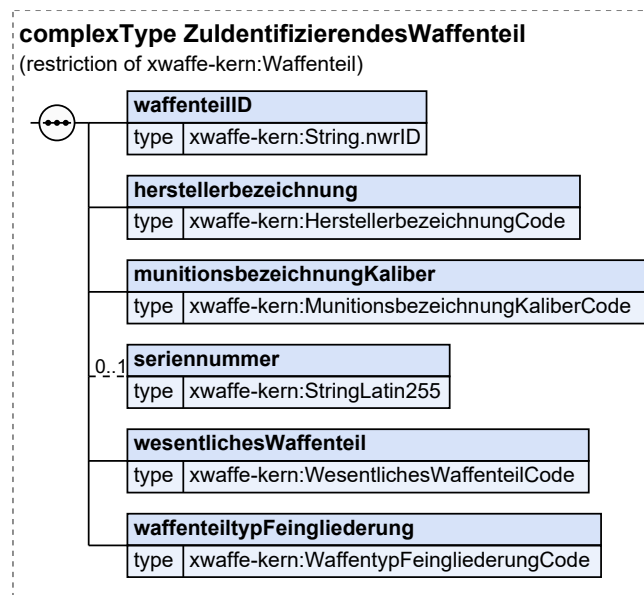 complexType ZuIdentifizierendesWaffenteil
(restriction of xwaffe-kern:Waffenteil)
waffenteilID
type xwaffe-kern:String.nwrID
herstellerbezeichnung
type xwaffe-kern:HerstellerbezeichnungCode
munitionsbezeichnungKaliber
type xwaffe-kern:MunitionsbezeichnungKaliberCode
0..1 seriennummer
type xwaffe-kern:StringLatin255
wesentlichesWaffenteil
type xwaffe-kern:WesentlichesWaffenteilCode
waffenteiltypFeingliederung
type xwaffe-kern:WaffentypFeingliederungCode